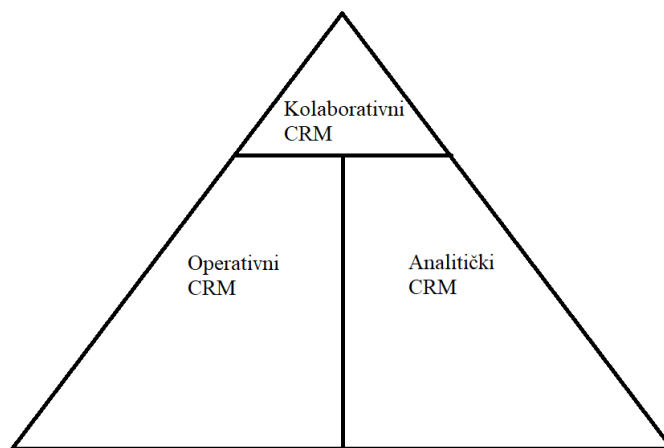 Kolaborativni
CRM
Operativni
CRM
Analitički
CRM